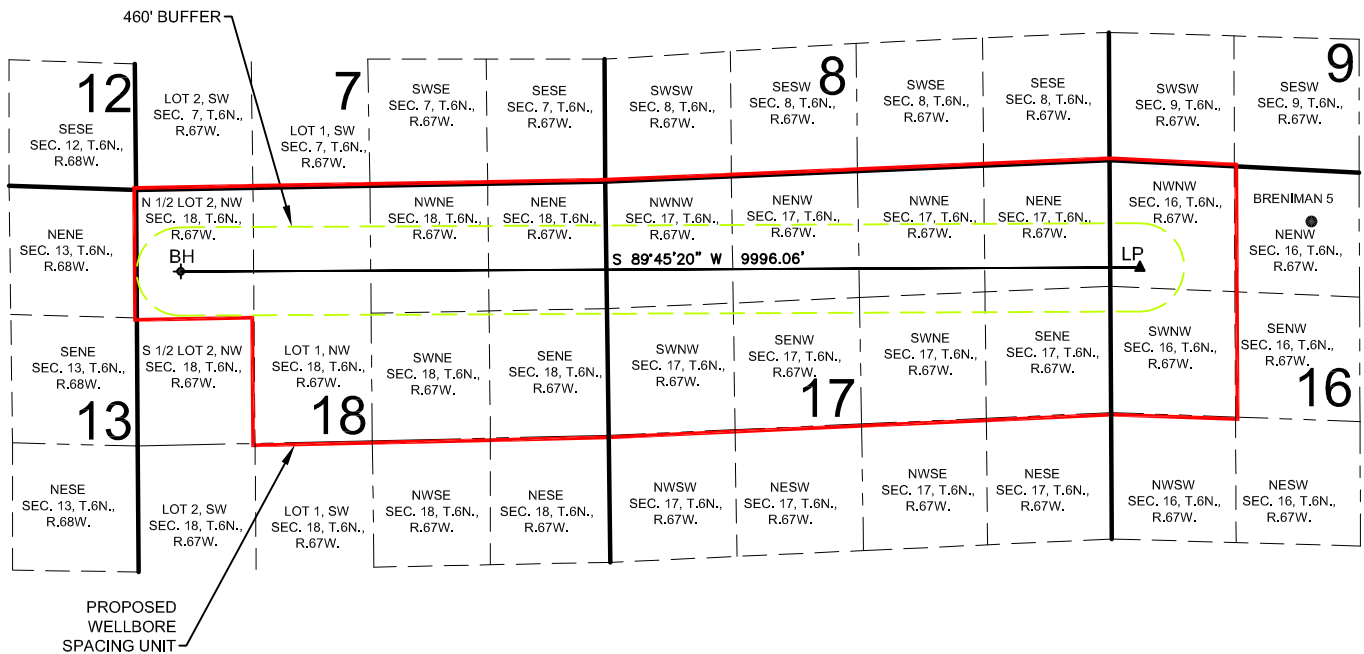 460' BUFFER
12
7
8
9
SESE
SEC. 12, T.6N.,
R.68W.
LOT 2, SW
SEC. 7, T.6N.,
R.67W.
LOT 1, SW
SEC. 7, T.6N.,
R.67W.
SWSE
SEC. 7, T.6N.,
R.67W.
SESE
SEC. 7, T.6N.,
R.67W.
SWSW
SEC. 8, T.6N.,
R.67W.
SESW
SEC. 8, T.6N.,
R.67W.
SWSE
SEC. 8, T.6N.,
R.67W.
SESE
SEC. 8, T.6N.,
R.67W.
SWSW
SEC. 9, T.6N.,
R.67W.
SESW
SEC. 9, T.6N.,
R.67W.
NENE
SEC. 13, T.6N.,
R.68W.
N 1/2 LOT 2, NW
SEC. 18, T.6N.,
R.67W.
NWNE
SEC. 18, T.6N.,
R.67W.
NENE
SEC. 18, T.6N.,
R.67W.
NWNW
SEC. 17, T.6N.,
R.67W.
NENW
SEC. 17, T.6N.,
R.67W.
NWNE
SEC. 17, T.6N.,
R.67W.
NENE
SEC. 17, T.6N.,
R.67W.
NWNW
SEC. 16, T.6N.,
R.67W.
BRENIMAN 5
NENW
SEC. 16, T.6N.,
R.67W.
BH
S 89°45'20" W 9996.06'
LP
SENE
SEC. 13, T.6N.,
R.68W.
S 1/2 LOT 2, NW
SEC. 18, T.6N.,
R.67W.
LOT 1, NW
SEC. 18, T.6N.,
R.67W.
SWNE
SEC. 18, T.6N.,
R.67W.
SENE
SEC. 18, T.6N.,
R.67W.
SWNW
SEC. 17, T.6N.,
R.67W.
SENW
SEC. 17, T.6N.,
R.67W.
SWNE
SEC. 17, T.6N.,
R.67W.
SENE
SEC. 17, T.6N.,
R.67W.
SWNW
SEC. 16, T.6N.,
R.67W.
SENW
SEC. 16, T.6N.,
R.67W.
13
18
17
16
NESE
SEC. 13, T.6N.,
R.68W.
LOT 2, SW
SEC. 18, T.6N.,
R.67W.
LOT 1, SW
SEC. 18, T.6N.,
R.67W.
NWSE
SEC. 18, T.6N.,
R.67W.
NESE
SEC. 18, T.6N.,
R.67W.
NWSW
SEC. 17, T.6N.,
R.67W.
NESW
SEC. 17, T.6N.,
R.67W.
NWSE
SEC. 17, T.6N.,
R.67W.
NESE
SEC. 17, T.6N.,
R.67W.
NWSW
SEC. 16, T.6N.,
R.67W.
NESW
SEC. 16, T.6N.,
R.67W.
PROPOSED
WELLBORE
SPACING UNIT